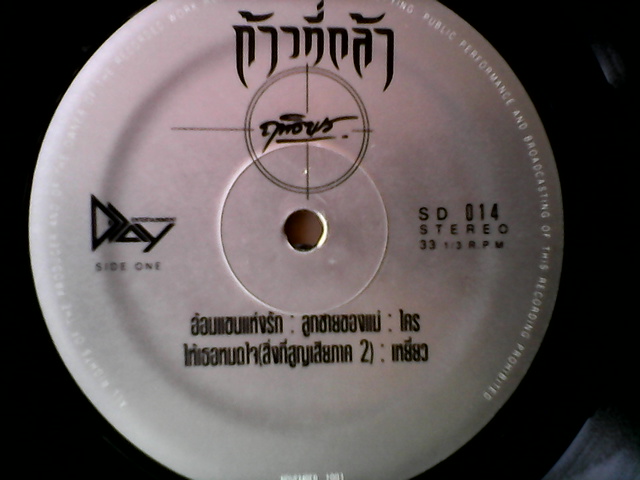 ก้าวที่กล้า
ฤทธิพร
D-DAY
ENTERTAINMENT
SIDE ONE
SD 014
STEREO
33 1/3 R.P.M
อ้อมแขนแห่งรัก : ลูกชายของแม่ : ใคร
ให้เธอหมดใจ(สิ่งที่สูญเสียภาค 2) : เหยี่ยว
PUBLIC PERFORMANCE AND BROADCASTING OF THIS RECORDING PROHIBITED